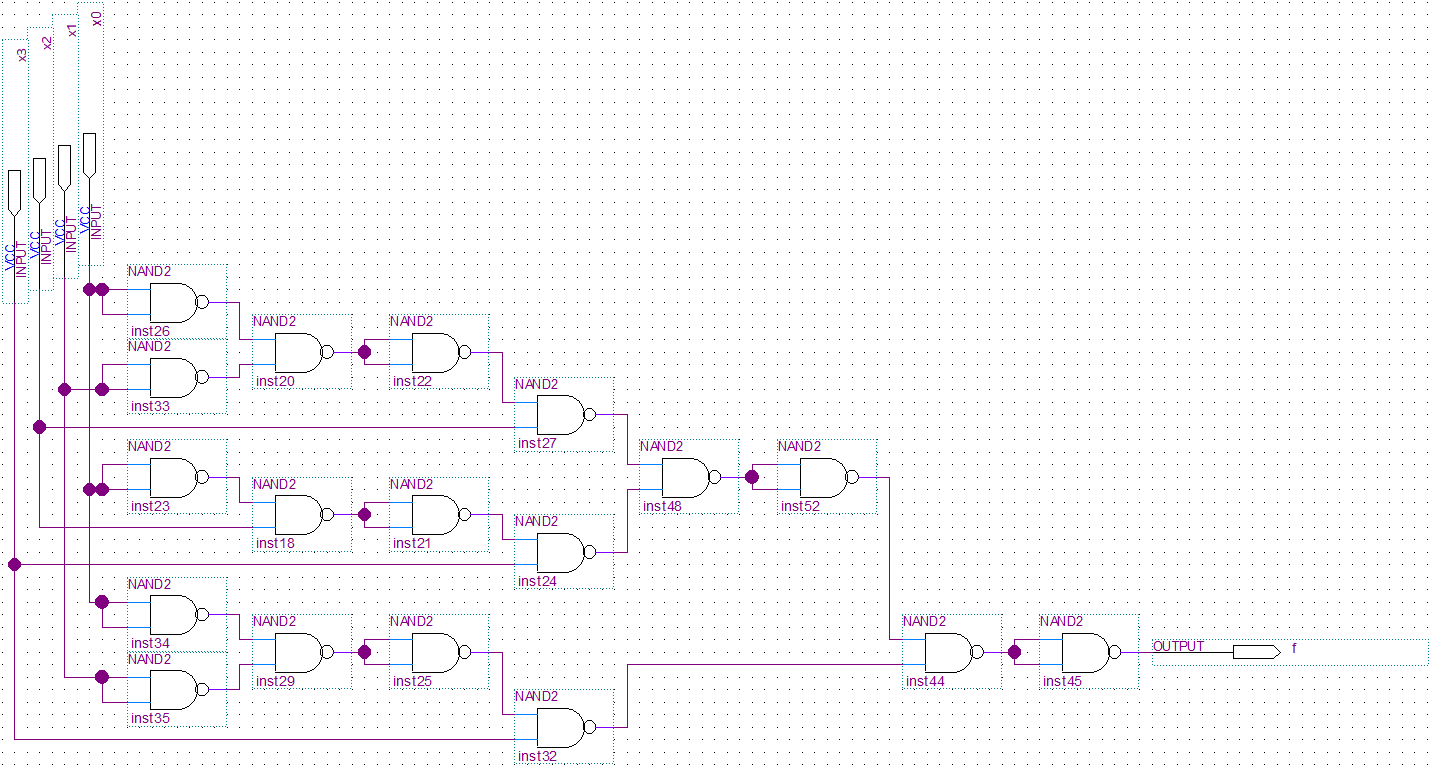 x3
x2
x1
x0
VCC
INPUT
VCC
INPUT
VCC
INPUT
VCC
INPUT
NAND2
inst26
NAND2
inst33
NAND2
inst20
NAND2
inst22
NAND2
inst27
NAND2
inst23
NAND2
inst18
NAND2
inst21
NAND2
inst24
NAND2
inst48
NAND2
inst52
NAND2
inst34
NAND2
inst35
NAND2
inst29
NAND2
inst25
NAND2
inst32
NAND2
inst44
NAND2
inst45
OUTPUT
f